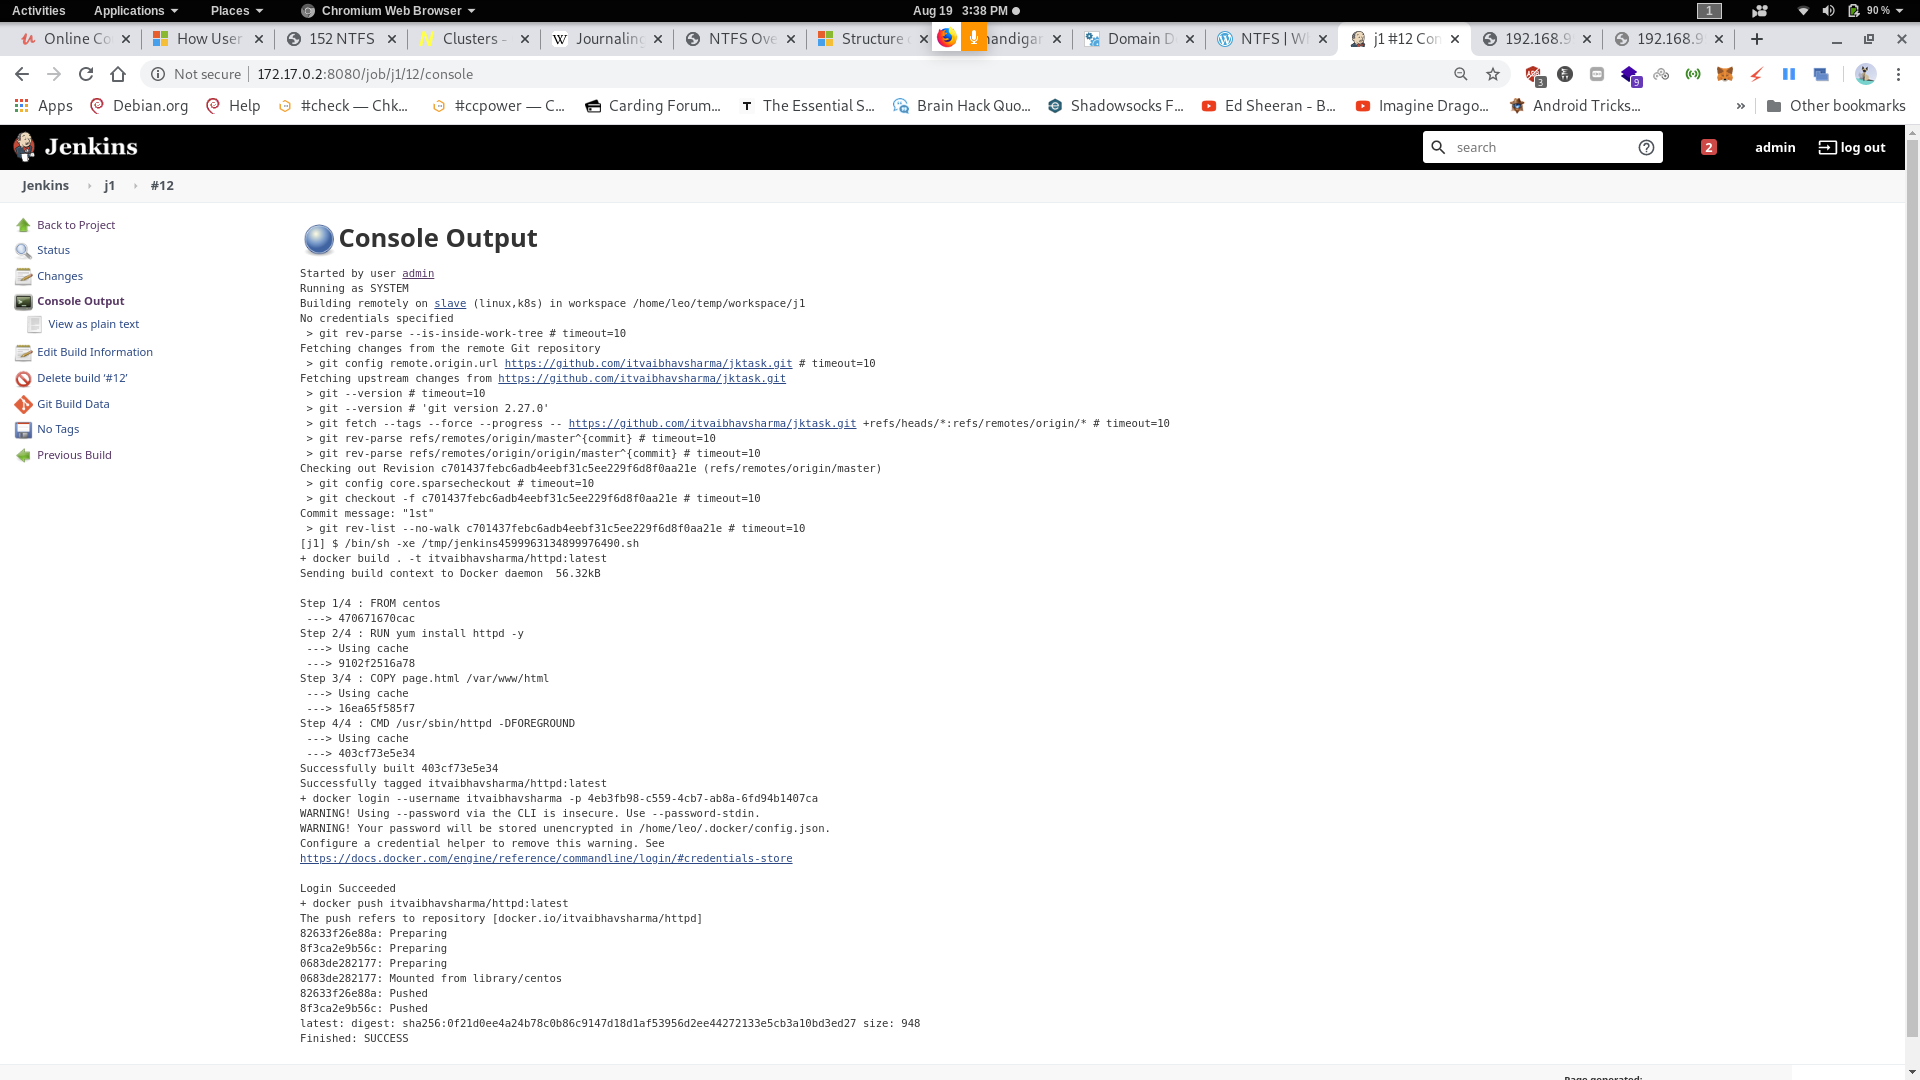 Activities Applications Places Chromium Web Browser Aug 19 3:38 PM 1 90 %
Online Co How User 152 NTFS Clusters - Journaling NTFS Ove Structure handigar Domain D NTFS | W j1 #12 Con 192.168.9 192.168.9
Not secure 172.17.0.2:8080/job/j1/12/console 3 9
Apps Debian.org Help #check — Chk... #ccpower — C... Carding Forum... The Essential S... Brain Hack Quo... Shadowsocks F... Ed Sheeran - B... Imagine Drago... Android Tricks... » Other bookmarks
Jenkins search 2 admin log out
Jenkins j1 #12
Back to Project
Status
Changes
Console Output
View as plain text
Edit Build Information
Delete build ‘#12’
Git Build Data
No Tags
Previous Build
Console Output
Started by user admin
Running as SYSTEM
Building remotely on slave (linux,k8s) in workspace /home/leo/temp/workspace/j1
No credentials specified
> git rev-parse --is-inside-work-tree # timeout=10
Fetching changes from the remote Git repository
> git config remote.origin.url https://github.com/itvaibhavsharma/jktask.git # timeout=10
Fetching upstream changes from https://github.com/itvaibhavsharma/jktask.git
> git --version # timeout=10
> git --version # 'git version 2.27.0'
> git fetch --tags --force --progress -- https://github.com/itvaibhavsharma/jktask.git +refs/heads/*:refs/remotes/origin/* # timeout=10
> git rev-parse refs/remotes/origin/master^{commit} # timeout=10
> git rev-parse refs/remotes/origin/origin/master^{commit} # timeout=10
Checking out Revision c701437febc6adb4eebf31c5ee229f6d8f0aa21e (refs/remotes/origin/master)
> git config core.sparsecheckout # timeout=10
> git checkout -f c701437febc6adb4eebf31c5ee229f6d8f0aa21e # timeout=10
Commit message: "1st"
> git rev-list --no-walk c701437febc6adb4eebf31c5ee229f6d8f0aa21e # timeout=10
[j1] $ /bin/sh -xe /tmp/jenkins4599963134899976490.sh
+ docker build . -t itvaibhavsharma/httpd:latest
Sending build context to Docker daemon  56.32kB
Step 1/4 : FROM centos
---> 470671670cac
Step 2/4 : RUN yum install httpd -y
---> Using cache
---> 9102f2516a78
Step 3/4 : COPY page.html /var/www/html
---> Using cache
---> 16ea65f585f7
Step 4/4 : CMD /usr/sbin/httpd -DFOREGROUND
---> Using cache
---> 403cf73e5e34
Successfully built 403cf73e5e34
Successfully tagged itvaibhavsharma/httpd:latest
+ docker login --username itvaibhavsharma -p 4eb3fb98-c559-4cb7-ab8a-6fd94b1407ca
WARNING! Using --password via the CLI is insecure. Use --password-stdin.
WARNING! Your password will be stored unencrypted in /home/leo/.docker/config.json.
Configure a credential helper to remove this warning. See
https://docs.docker.com/engine/reference/commandline/login/#credentials-store
Login Succeeded
+ docker push itvaibhavsharma/httpd:latest
The push refers to repository [docker.io/itvaibhavsharma/httpd]
82633f26e88a: Preparing
8f3ca2e9b56c: Preparing
0683de282177: Preparing
0683de282177: Mounted from library/centos
82633f26e88a: Pushed
8f3ca2e9b56c: Pushed
latest: digest: sha256:0f21d0ee4a24b78c0b86c9147d18d1af53956d2ee44272133e5cb3a10bd3ed27 size: 948
Finished: SUCCESS
Page generated: